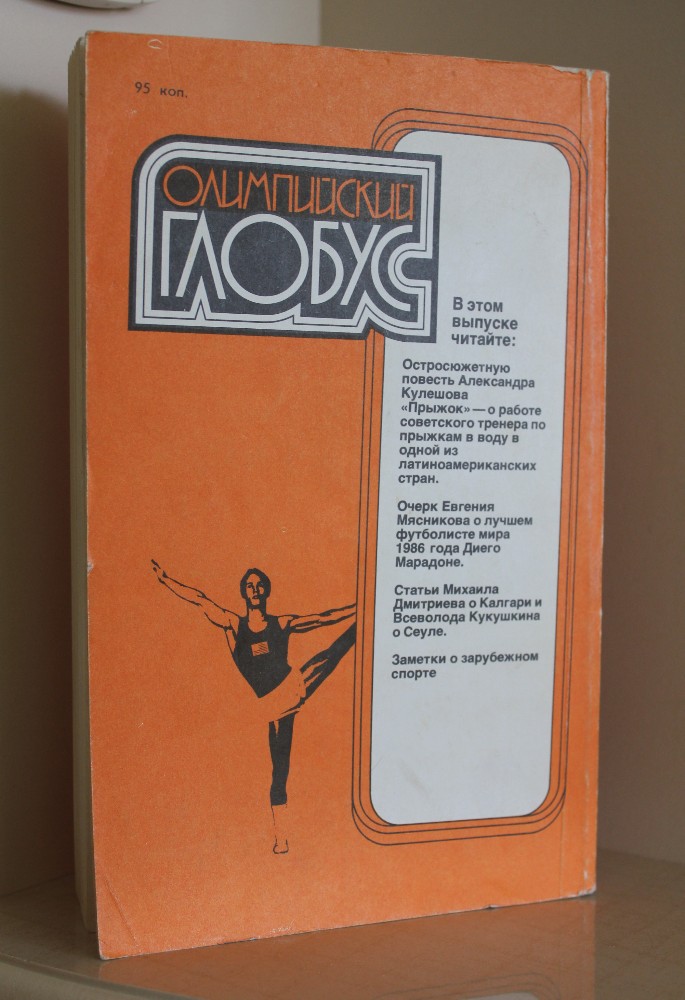 95 коп.
ОЛИМПИЙСКИЙ
ГЛОБУС
В этом
выпуске
читайте:
Остросюжетную
повесть Александра
Кулешова
«Прыжок» — о работе
советского тренера по
прыжкам в воду в
одной из
латиноамериканских
стран.
Очерк Евгения
Мясникова о лучшем
футболисте мира
1986 года Диего
Марадоне.
Статьи Михаила
Дмитриева о Калгари и
Всеволода Кукушкина
о Сеуле.
Заметки о зарубежном
спорте